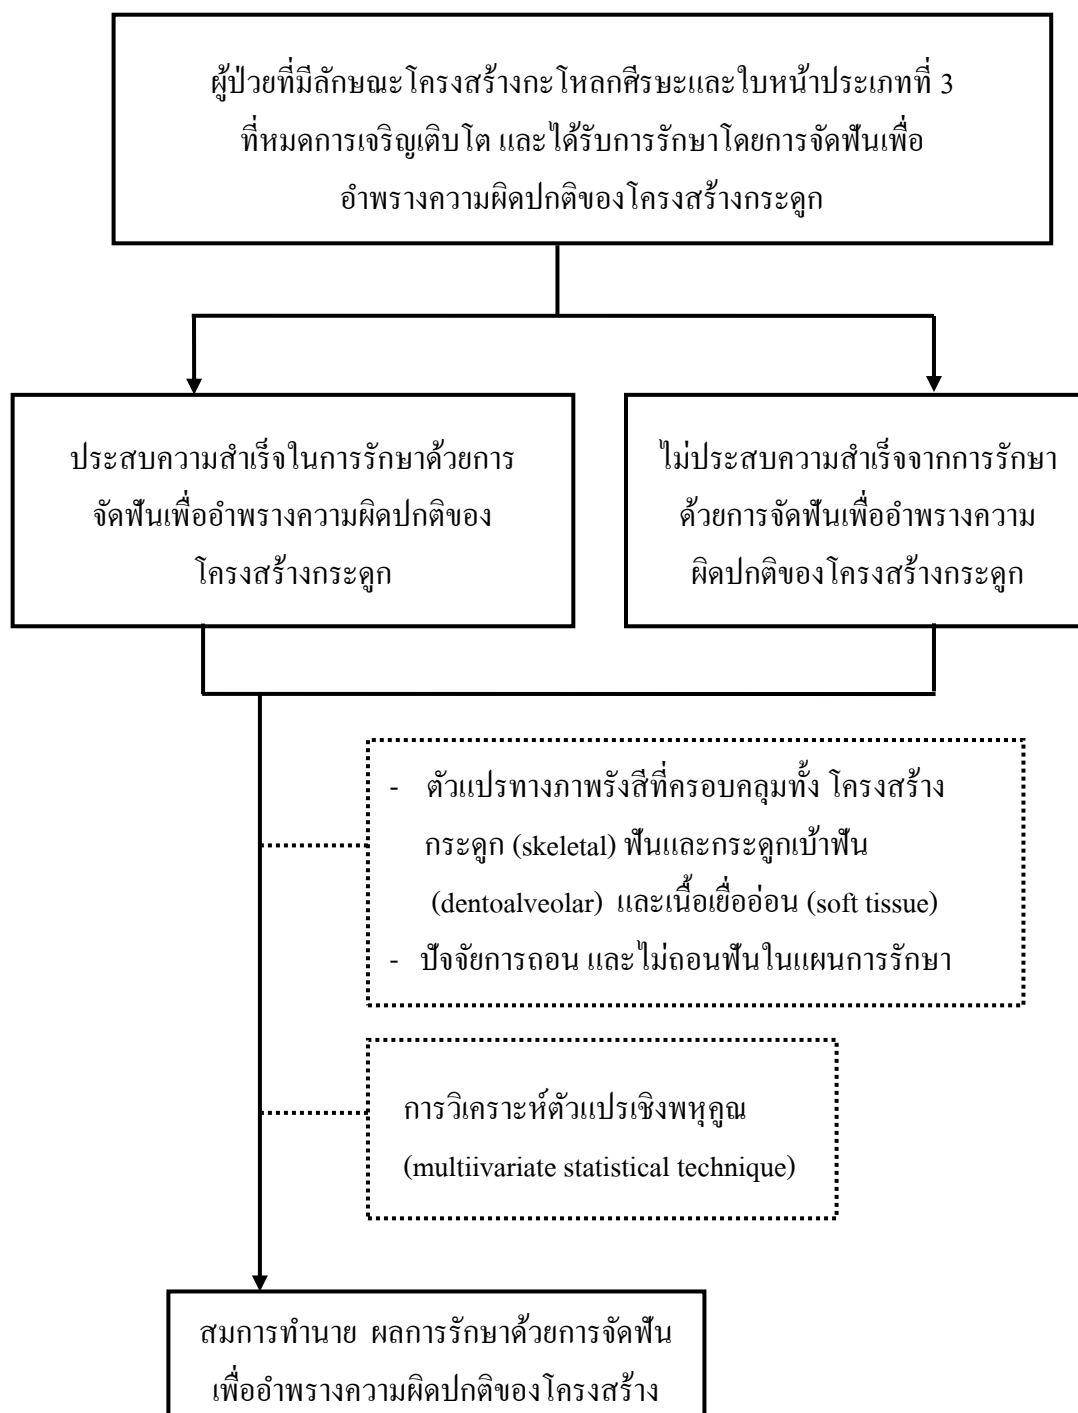 ผู้ป่วยที่มีลักษณะโครงสร้างกะโหลกศีรษะและใบหน้าประเภทที่ 3
ที่หมดการเจริญเติบโต และได้รับการรักษาโดยการจัดฟันเพื่อ
อำพรางความผิดปกติของโครงสร้างกระดูก
ประสบความสำเร็จในการรักษาด้วยการ
จัดฟันเพื่ออำพรางความผิดปกติของ
โครงสร้างกระดูก
ไม่ประสบความสำเร็จจากการรักษา
ด้วยการจัดฟันเพื่ออำพรางความ
ผิดปกติของโครงสร้างกระดูก
- ตัวแปรทางภาพรังสีที่ครอบคลุมทั้ง โครงสร้าง
กระดูก (skeletal) ฟันและกระดูกเบ้าฟัน
(dentoalveolar) และเนื้อเยื่ออ่อน (soft tissue)
- ปัจจัยการถอน และไม่ถอนฟันในแผนการรักษา
การวิเคราะห์ตัวแปรเชิงพหุคูณ
(multiivariate statistical technique)
สมการทำนาย ผลการรักษาด้วยการจัดฟัน
เพื่ออำพรางความผิดปกติของโครงสร้าง